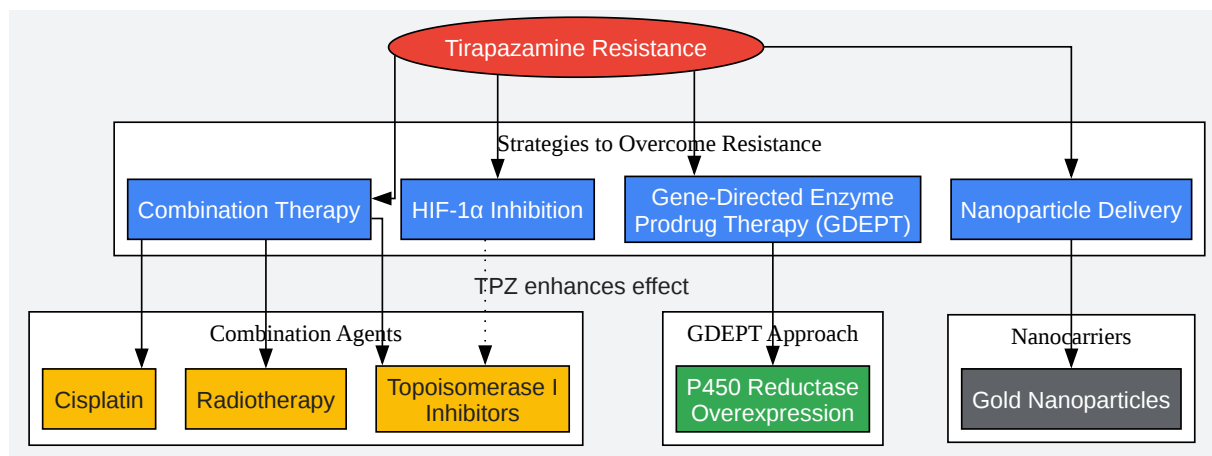 Tirapazamine Resistance
Strategies to Overcome Resistance
Combination Therapy
HIF-1α Inhibition
Gene-Directed Enzyme
Prodrug Therapy (GDEPT)
Nanoparticle Delivery
TPZ enhances effect
Combination Agents
Cisplatin
Radiotherapy
Topoisomerase I
Inhibitors
GDEPT Approach
P450 Reductase
Overexpression
Nanocarriers
Gold Nanoparticles